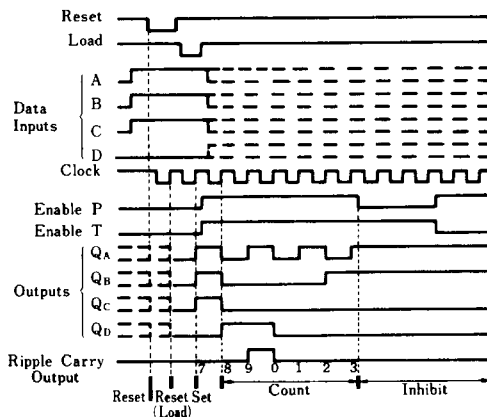 Reset
Load
A
B
Data Inputs
C
D
Clock
Enable P
Enable T
QA
QB
Outputs
QC
QD
Ripple Carry Output
7 8 9 0 1 2 3
Reset Reset Set (Load) Count Inhibit